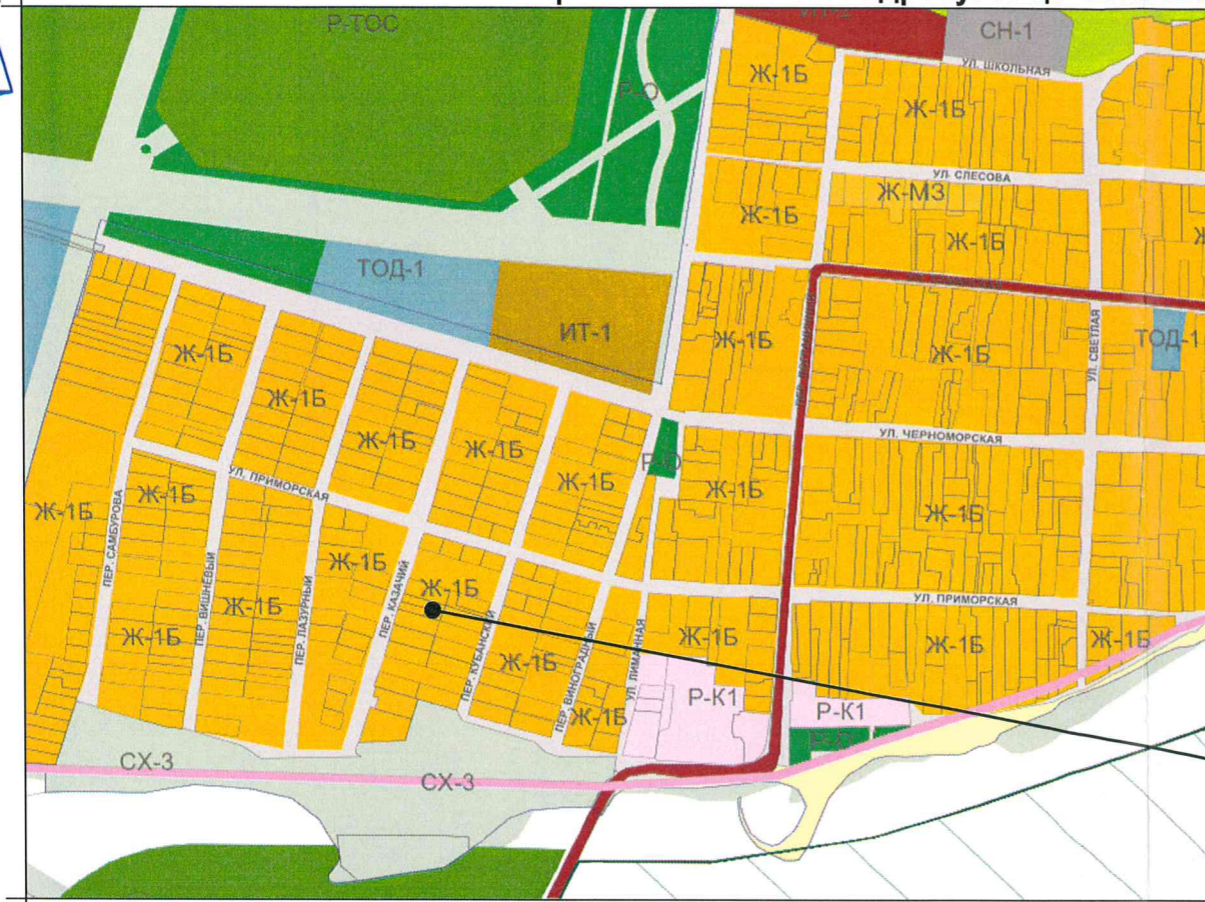 Р-ТОС
СН-1
УЛ. ШКОЛЬНАЯ
Ж-1Б
Р-О
Ж-1Б
УЛ. СЛЕСОВА
Ж-МЗ
Ж-1Б
Ж-1Б
ТОД-1
ИТ-1
Ж-1Б
Ж-1Б
УЛ. СВЕТЛАЯ
ТОД-1
Ж-1Б
Ж-1Б
Ж-1Б
Ж-1Б
Ж-1Б
УЛ. ЧЕРНОМОРСКАЯ
Р-О
УЛ. ПРИМОРСКАЯ
Ж-1Б
Ж-1Б
Ж-1Б
Ж-1Б
Ж-1Б
ПЕР. САМБУРОВА
ПЕР. ВИШНЕВЫЙ
ПЕР. ЛАЗУРНЫЙ
Ж-1Б
ПЕР. КАЗАЧИЙ
Ж-1Б
ПЕР. КУБАНСКИЙ
ПЕР. ВИНОГРАДНЫЙ
УЛ. ЛИМАННАЯ
УЛ. ПРИМОРСКАЯ
Ж-1Б
Ж-1Б
Ж-1Б
Ж-1Б
Ж-1Б
Ж-1Б
Ж-1Б
Р-К1
Р-К1
СХ-3
СХ-3